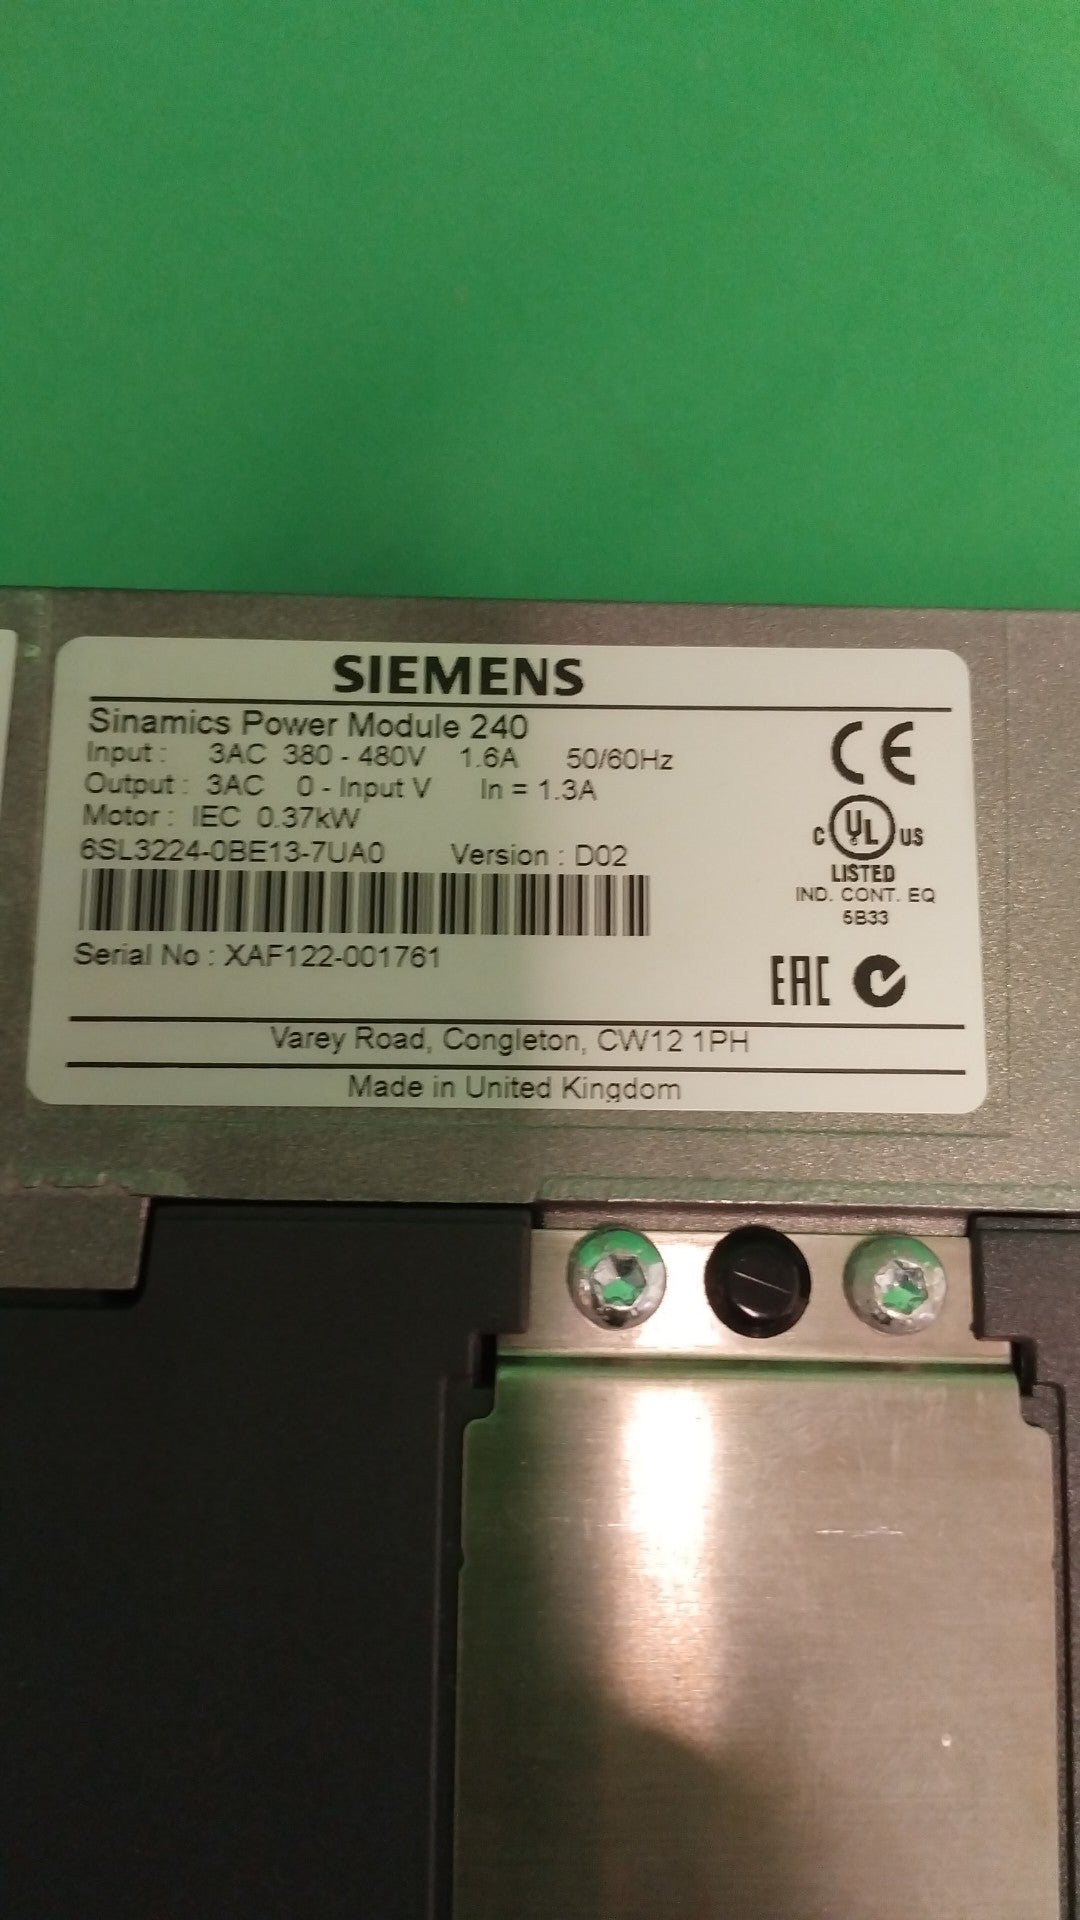 SIEMENS
Sinamics Power Module 240
Input : 3AC 380 - 480V 1.6A 50/60Hz
Output : 3AC 0 - Input V In = 1.3A
Motor : IEC 0.37kW
6SL3224-0BE13-7UA0 Version : D02
Serial No : XAF122-001761
CE
C UL US
LISTED
IND. CONT. EQ
5B33
EAC
Varey Road, Congleton, CW12 1PH
Made in United Kingdom